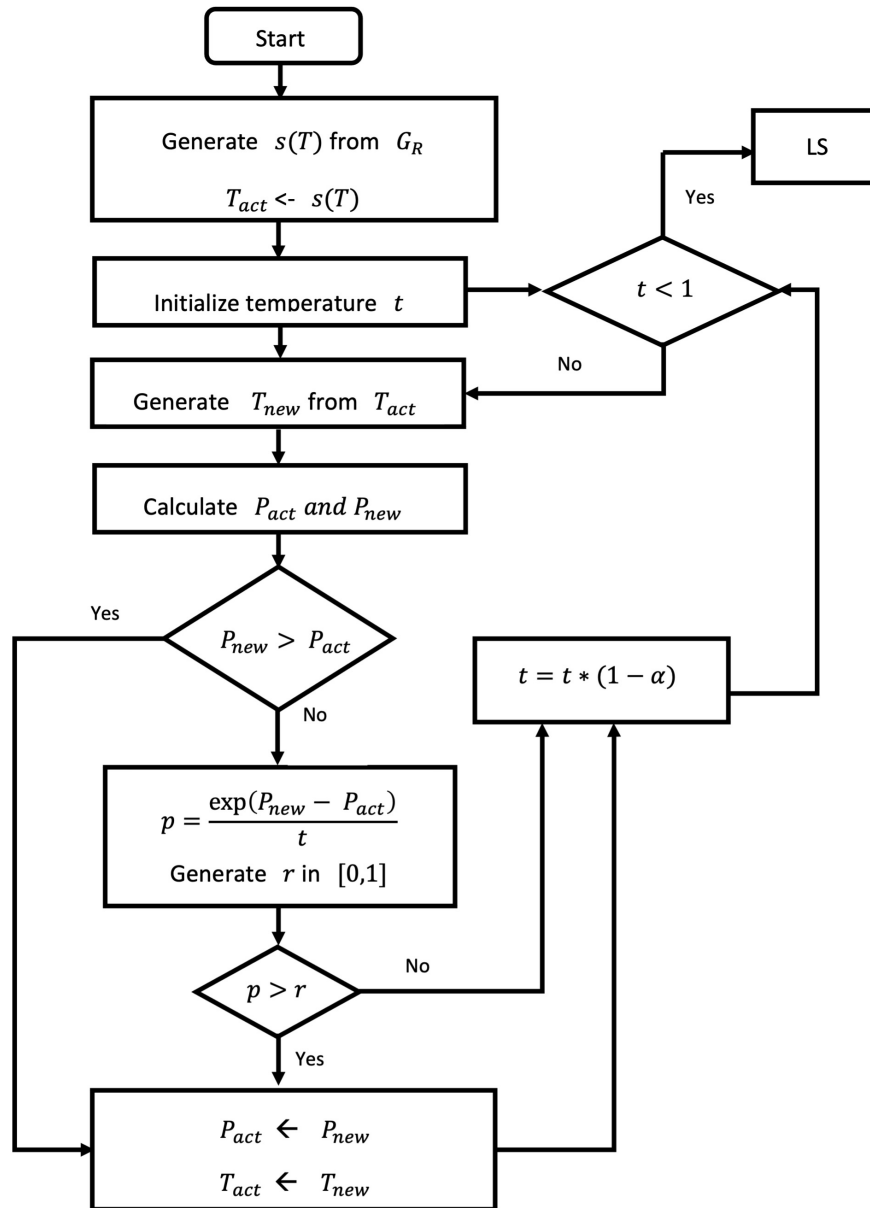 Start
Generate s(T) from G_R
T_act <- s(T)
LS
Yes
Initialize temperature t
t < 1
No
Generate T_new from T_act
Calculate P_act and P_new
Yes
P_new > P_act
No
t = t ∗ (1 − α)
p = exp(P_new − P_act) / t
Generate r in [0,1]
No
p > r
Yes
P_act ← P_new
T_act ← T_new